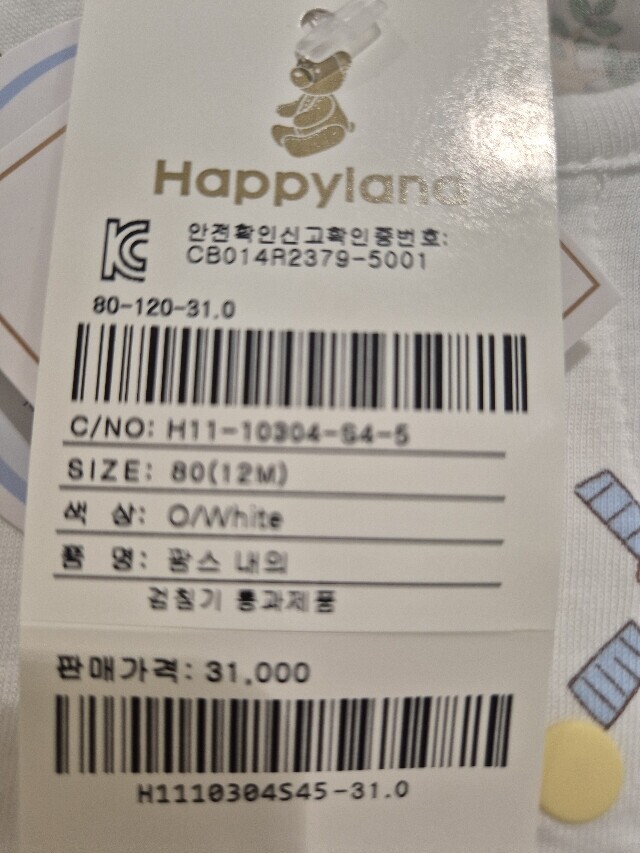 Happyland
KC
안전확인신고확인증번호:
CB014R2379-5001
80-120-31.0
C/NO: H11-10304-S4-5
SIZE: 80(12M)
색 상: O/White
품 명: 팜스 내의
검침기 통과제품
판매가격: 31,000
H1110304S45-31.0